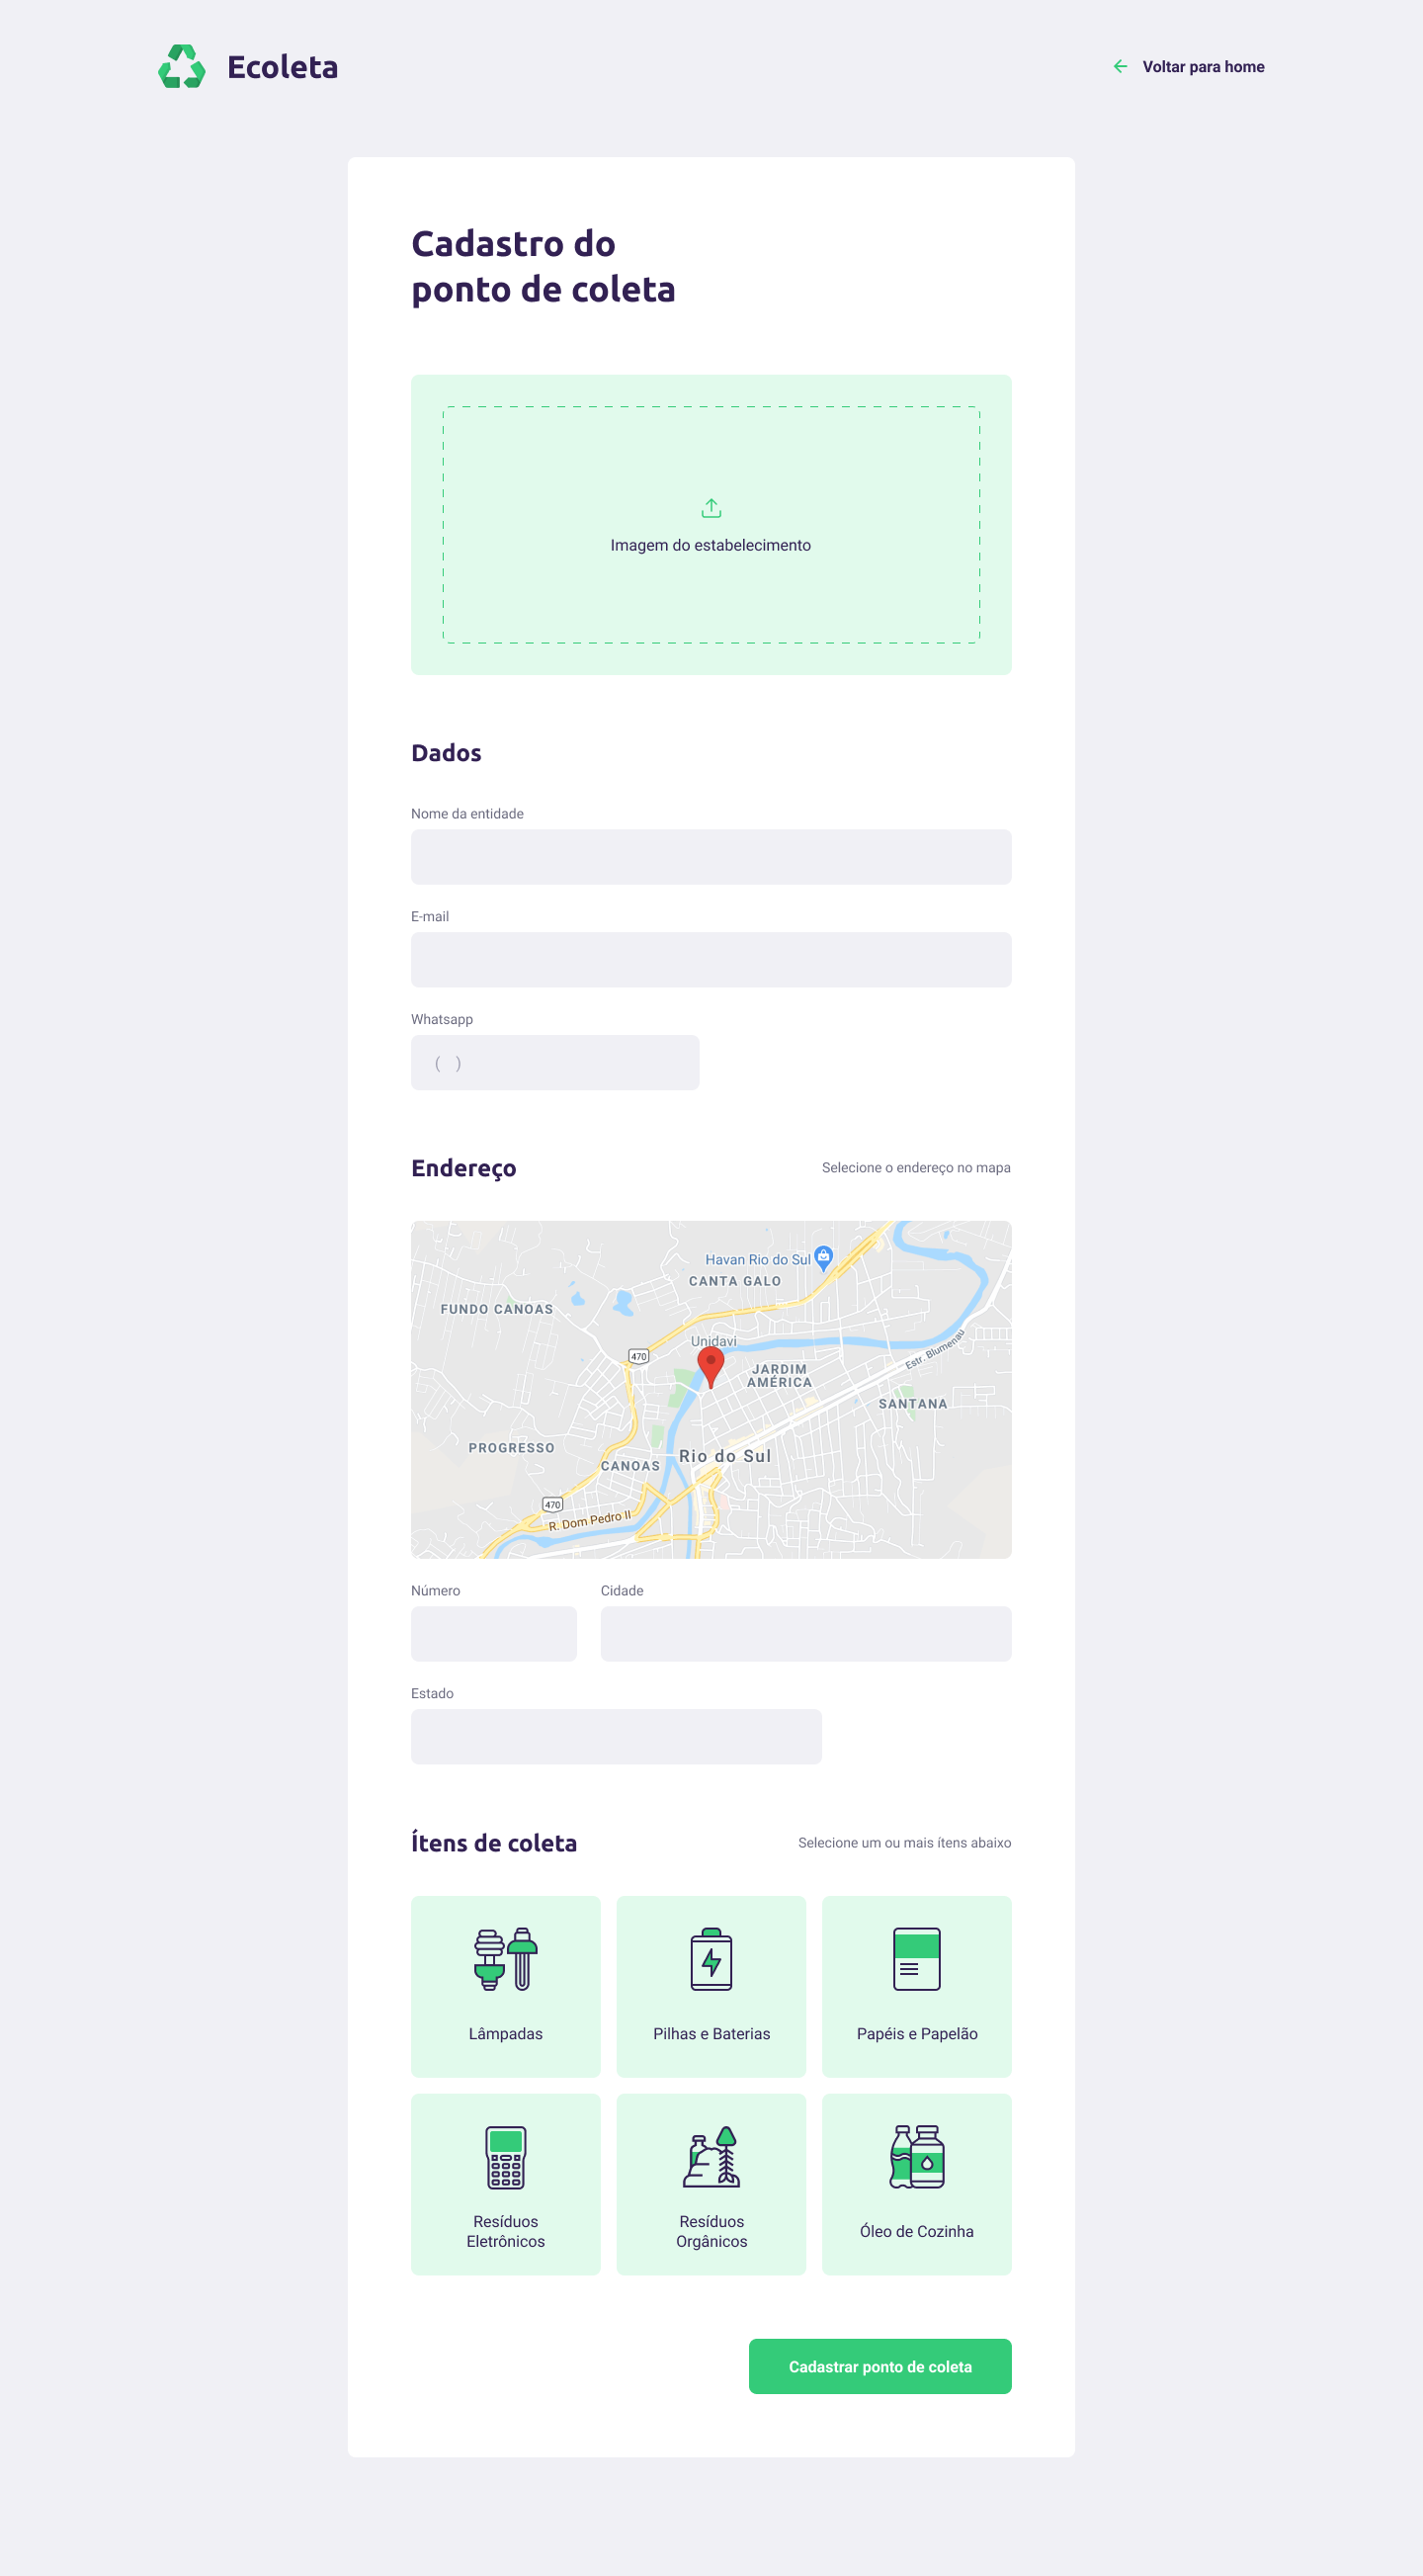 Ecoleta
Voltar para home
Cadastro do
ponto de coleta
Imagem do estabelecimento
Dados
Nome da entidade
E-mail
Whatsapp
( )
Endereço
Selecione o endereço no mapa
Havan Rio do Sul
CANTA GALO
FUNDO CANOAS
Unidavi
470
JARDIM
AMÉRICA
Estr. Blumenau
SANTANA
PROGRESSO
Rio do Sul
CANOAS
470
R. Dom Pedro II
Número
Cidade
Estado
Ítens de coleta
Selecione um ou mais ítens abaixo
Lâmpadas
Pilhas e Baterias
Papéis e Papelão
Resíduos
Eletrônicos
Resíduos
Orgânicos
Óleo de Cozinha
Cadastrar ponto de coleta